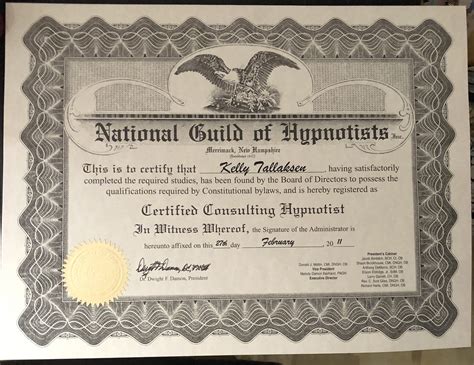 National Guild of Hypnotists Inc.
Merrimack, New Hampshire
This is to certify that Kelly Tallaksen, having satisfactorily
completed the required studies, has been found by the Board of Directors to possess the
qualifications required by Constitutional bylaws, and is hereby registered as
Certified Consulting Hypnotist
In Witness Whereof, the Signature of the Administrator is
hereunto affixed on this 27th day February 20 11
Dr. Dwight F. Damon, President
Vice President
Executive Director
President's Cabinet